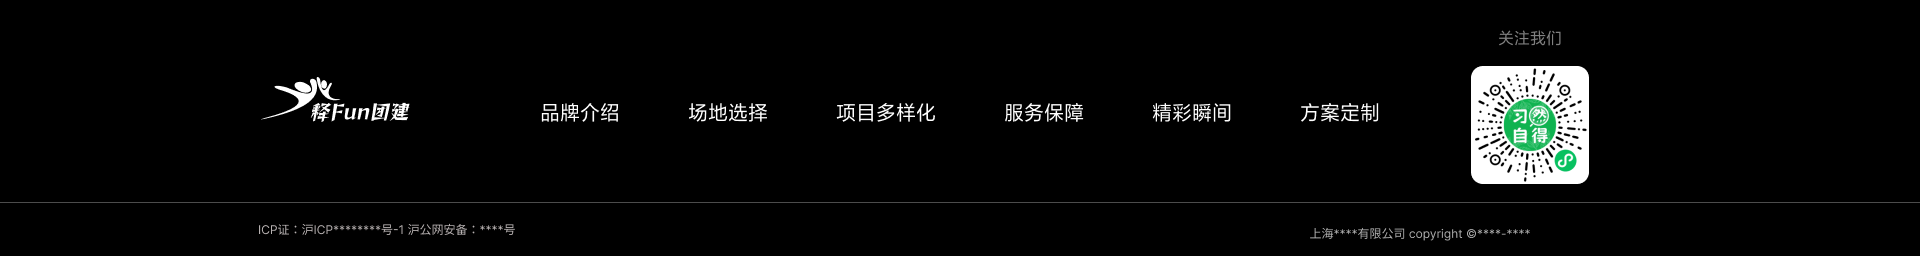 关注我们
释Fun团建
品牌介绍 场地选择 项目多样化 服务保障 精彩瞬间 方案定制
习然
自得
ICP证：沪ICP********号-1 沪公网安备：****号
上海****有限公司 copyright ©****-****